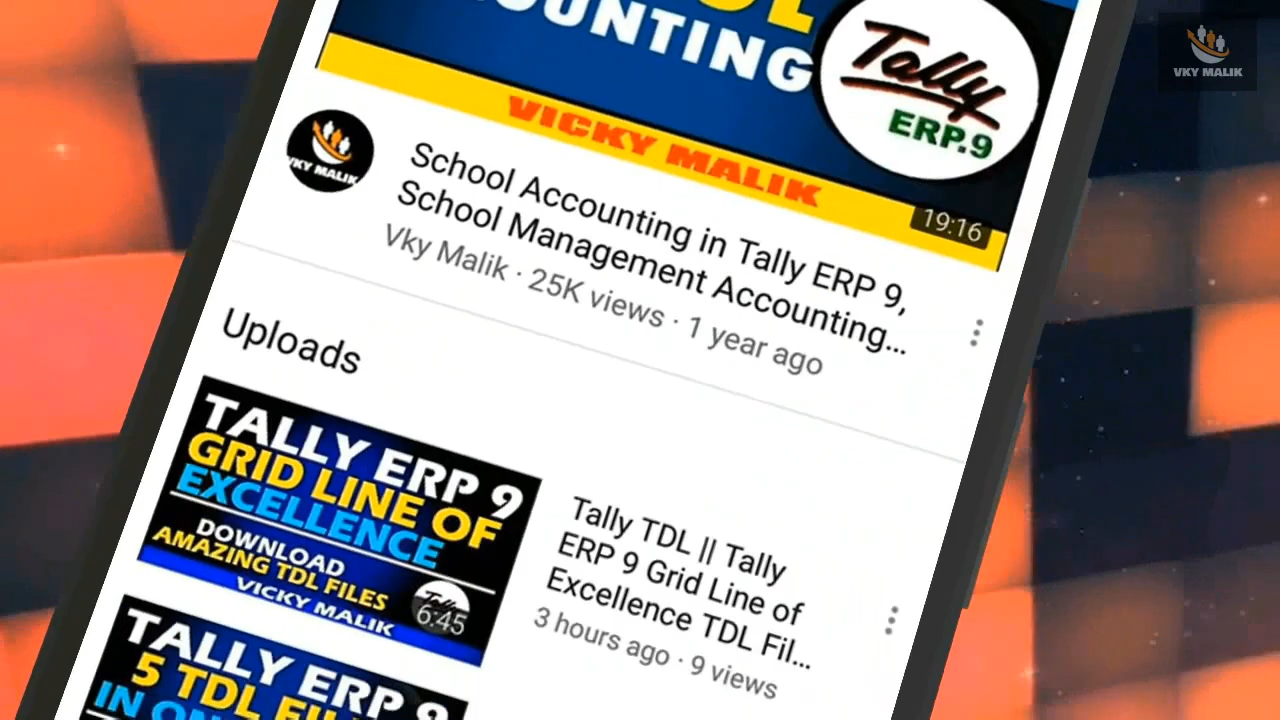 OUNTING
Tally
ERP.9
VICKY MALIK
19:16
VKY MALIK
VKY MALIK
School Accounting in Tally ERP 9,
School Management Accounting...
Vky Malik · 25K views · 1 year ago
Uploads
TALLY ERP 9
GRID LINE OF
EXCELLENCE
DOWNLOAD
AMAZING TDL FILES
VICKY MALIK
Tally
6:45
Tally TDL || Tally
ERP 9 Grid Line of
Excellence TDL Fil...
3 hours ago · 9 views
TALLY ERP 9
5 TDL FIL
IN ON